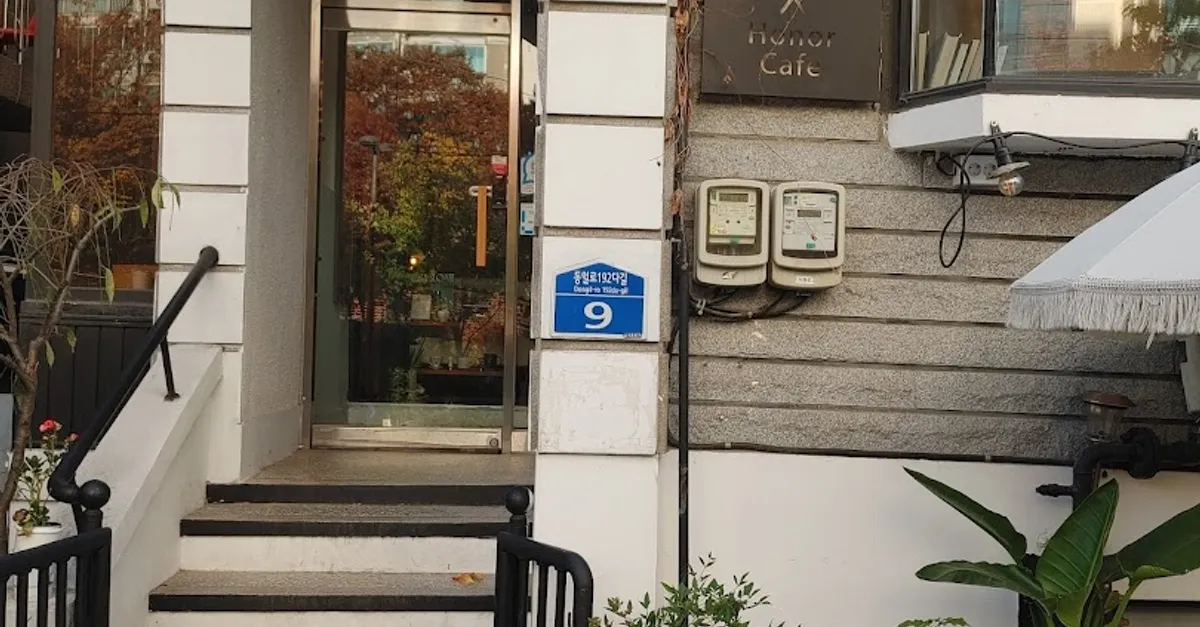 Honor
Cafe
동일로192다길
Dongil-ro 192da-gil
9